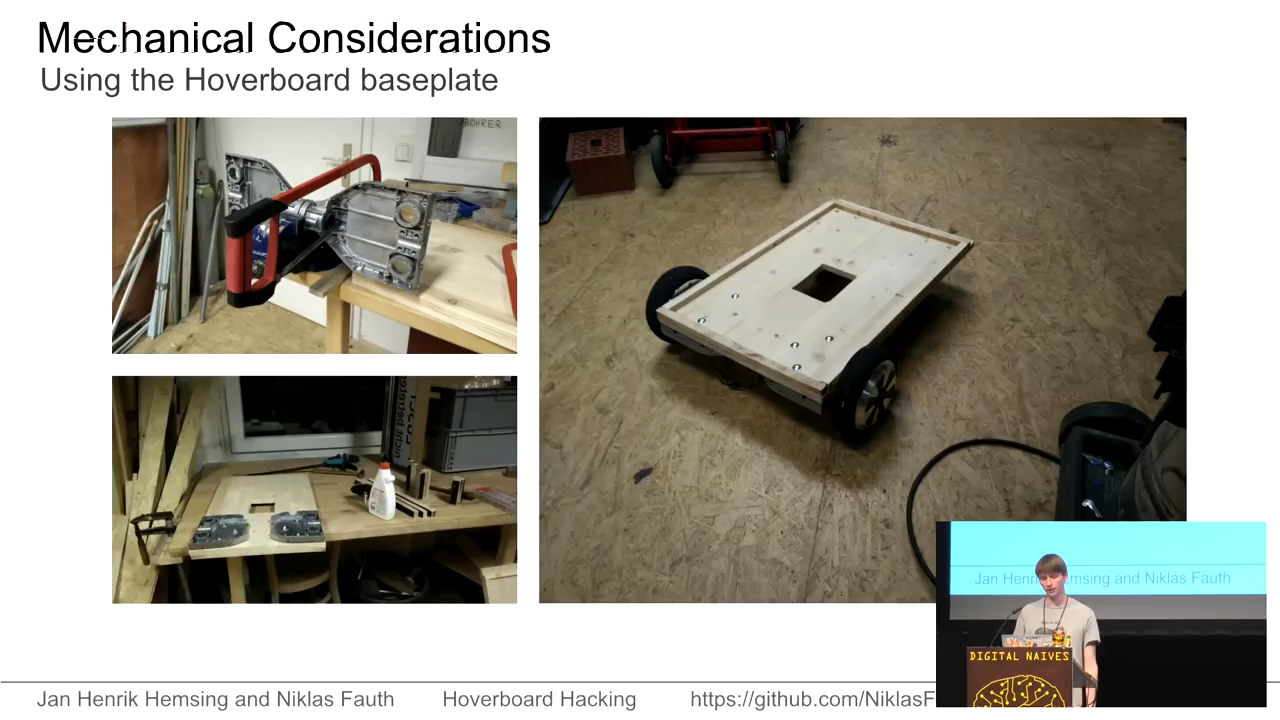 Mechanical Considerations
Using the Hoverboard baseplate
BOHRER
Jan Henrik Hemsing and Niklas Fauth
DIGITAL NAIVES
Jan Henrik Hemsing and Niklas Fauth
Hoverboard Hacking
https://github.com/NiklasF